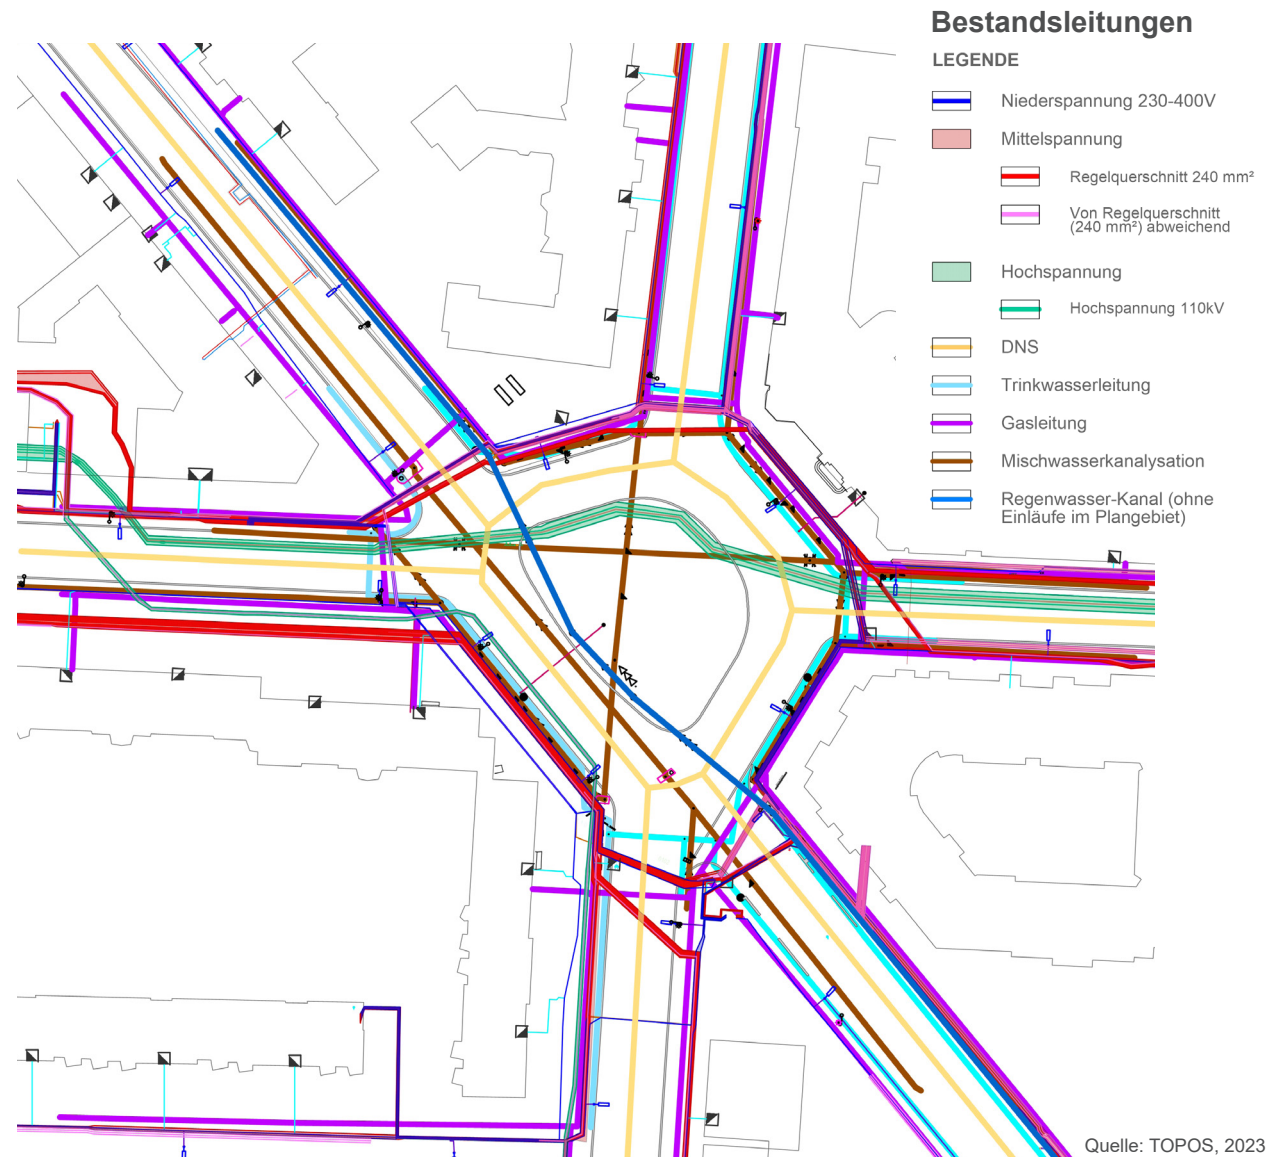 Bestandsleitungen
LEGENDE
Niederspannung 230-400V
Mittelspannung
Regelquerschnitt 240 mm²
Von Regelquerschnitt
(240 mm²) abweichend
Hochspannung
Hochspannung 110kV
DNS
Trinkwasserleitung
Gasleitung
Mischwasserkanalysation
Regenwasser-Kanal (ohne
Einläufe im Plangebiet)
Quelle: TOPOS, 2023